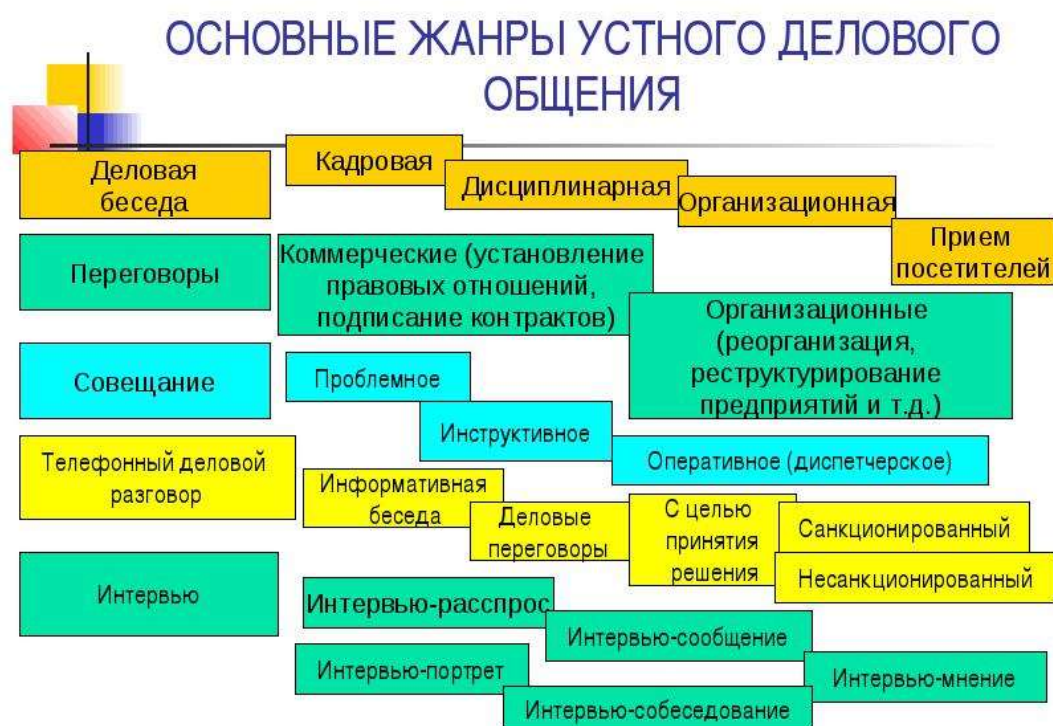 ОСНОВНЫЕ ЖАНРЫ УСТНОГО ДЕЛОВОГО
ОБЩЕНИЯ
Деловая
беседа
Кадровая
Дисциплинарная
Организационная
Прием
посетителей
Переговоры
Коммерческие (установление
правовых отношений,
подписание контрактов)
Организационные
(реорганизация,
реструктурирование
предприятий и т.д.)
Совещание
Проблемное
Инструктивное
Оперативное (диспетчерское)
Телефонный деловой
разговор
Информативная
беседа
Деловые
переговоры
С целью
принятия
решения
Санкционированный
Несанкционированный
Интервью
Интервью-расспрос
Интервью-сообщение
Интервью-портрет
Интервью-мнение
Интервью-собеседование